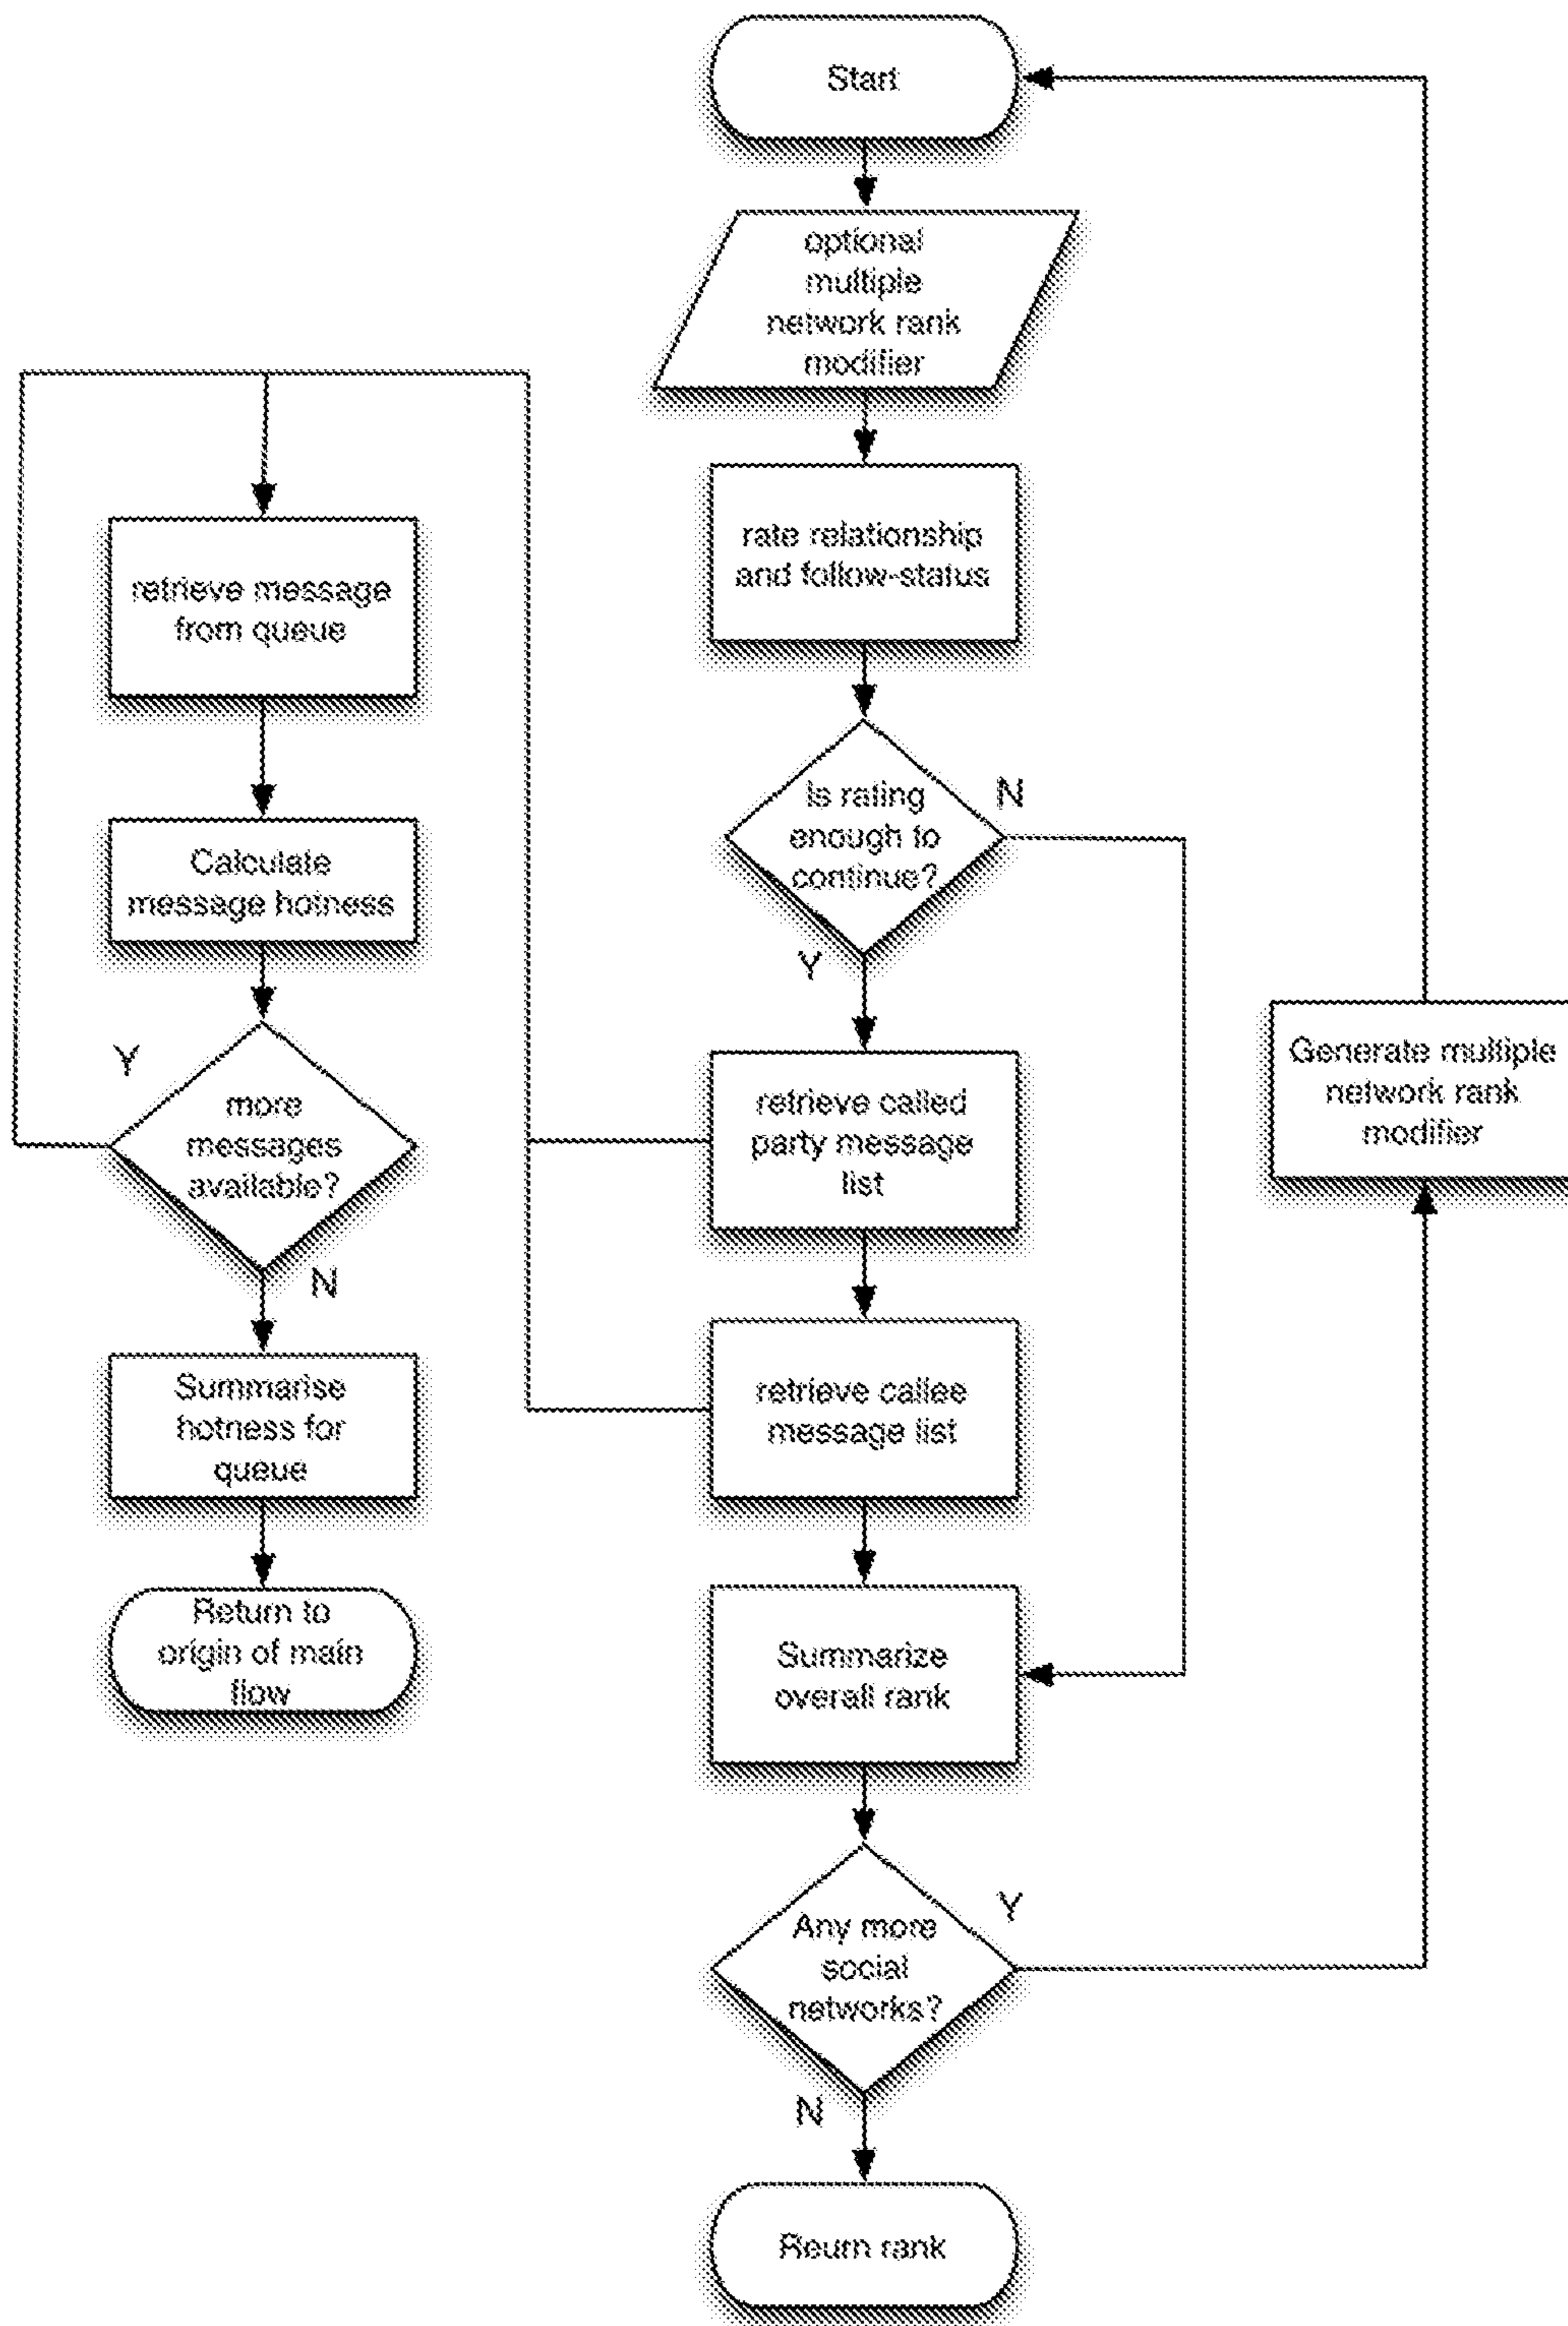 Start
optional
multiple
network rank
modifier
rate relationship
and follow-status
Is rating
enough to
continue?
N
Y
retrieve called
party message
list
retrieve callee
message list
Summarize
overall rank
Any more
social
networks?
Y
N
Reurn rank
Generate multiple
network rank
modifier
retrieve message
from queue
Calculate
message hotness
more
messages
available?
Y
N
Summarise
hotness for
queue
Return to
origin of main
flow